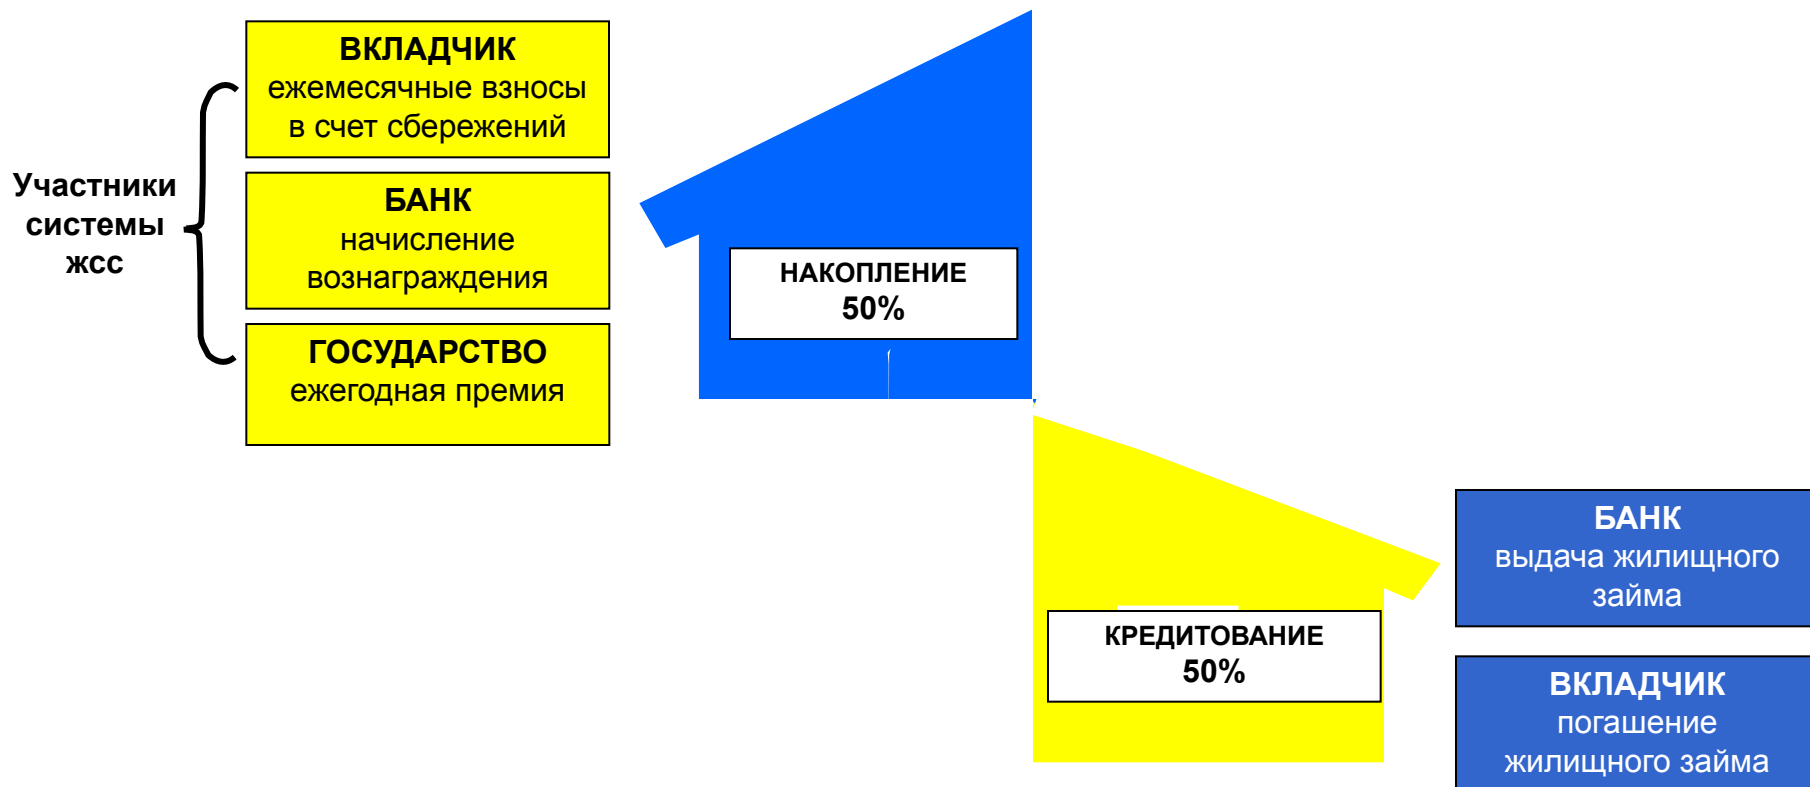 Участники
системы
жсс
ВКЛАДЧИК
ежемесячные взносы
в счет сбережений
БАНК
начисление
вознаграждения
ГОСУДАРСТВО
ежегодная премия
НАКОПЛЕНИЕ
50%
КРЕДИТОВАНИЕ
50%
БАНК
выдача жилищного
займа
ВКЛАДЧИК
погашение
жилищного займа